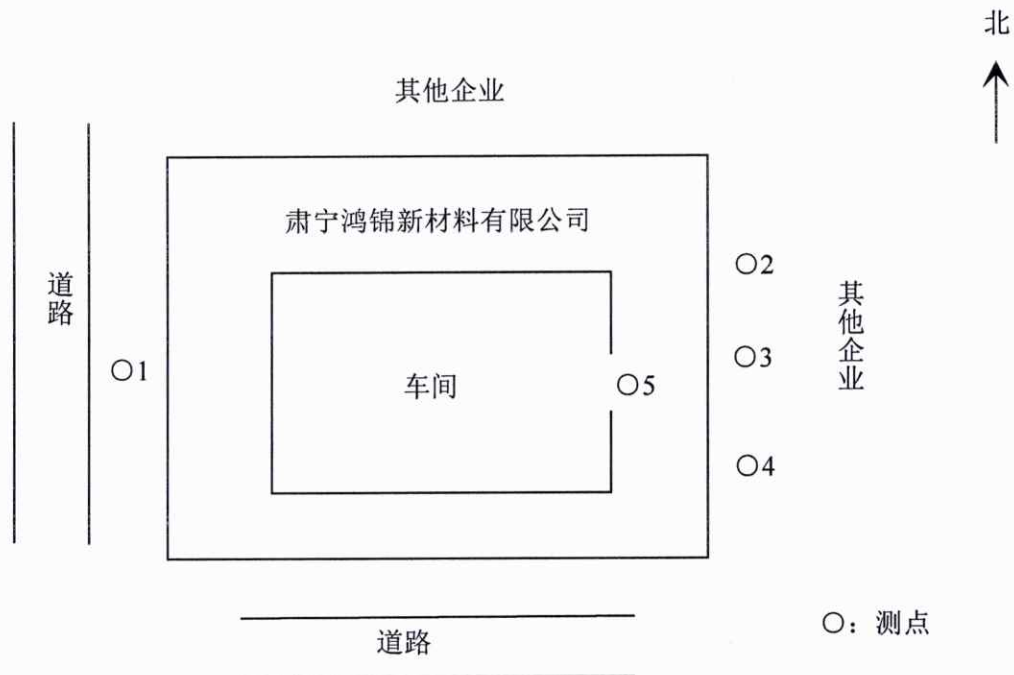 北
其他企业
肃宁鸿锦新材料有限公司
道路
○1
车间
○5
○2
○3
○4
其他企业
道路
○：测点